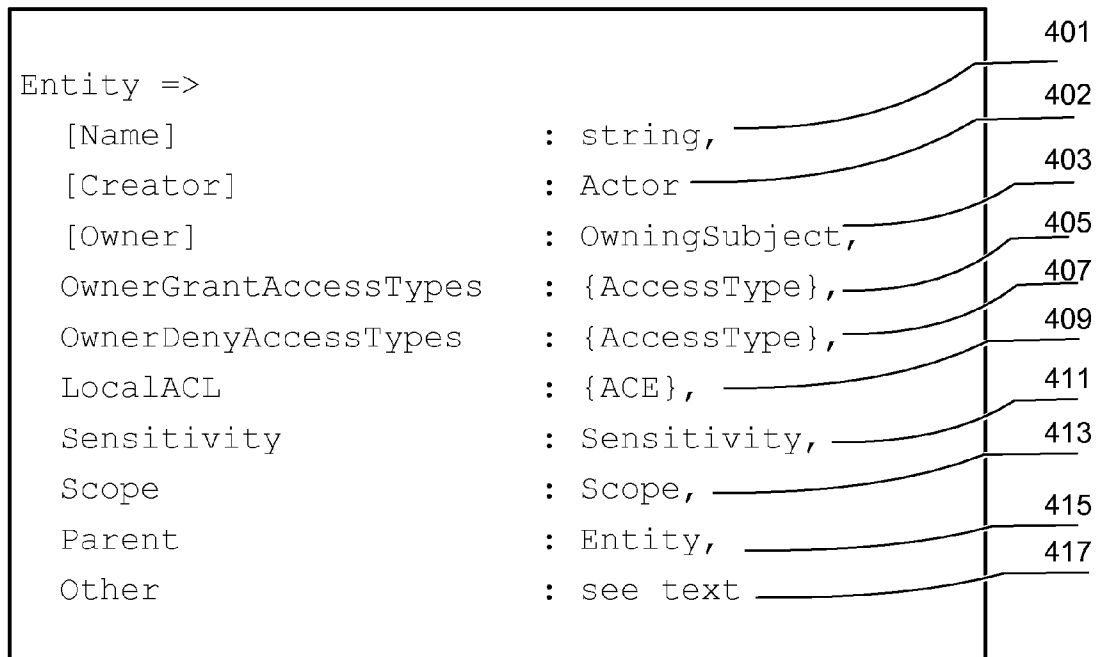 401
Entity =>
402
[Name] : string,
403
[Creator] : Actor
405
[Owner] : OwningSubject,
407
OwnerGrantAccessTypes : {AccessType},
409
OwnerDenyAccessTypes : {AccessType},
411
LocalACL : {ACE},
413
Sensitivity : Sensitivity,
Scope : Scope,
415
Parent : Entity,
417
Other : see text